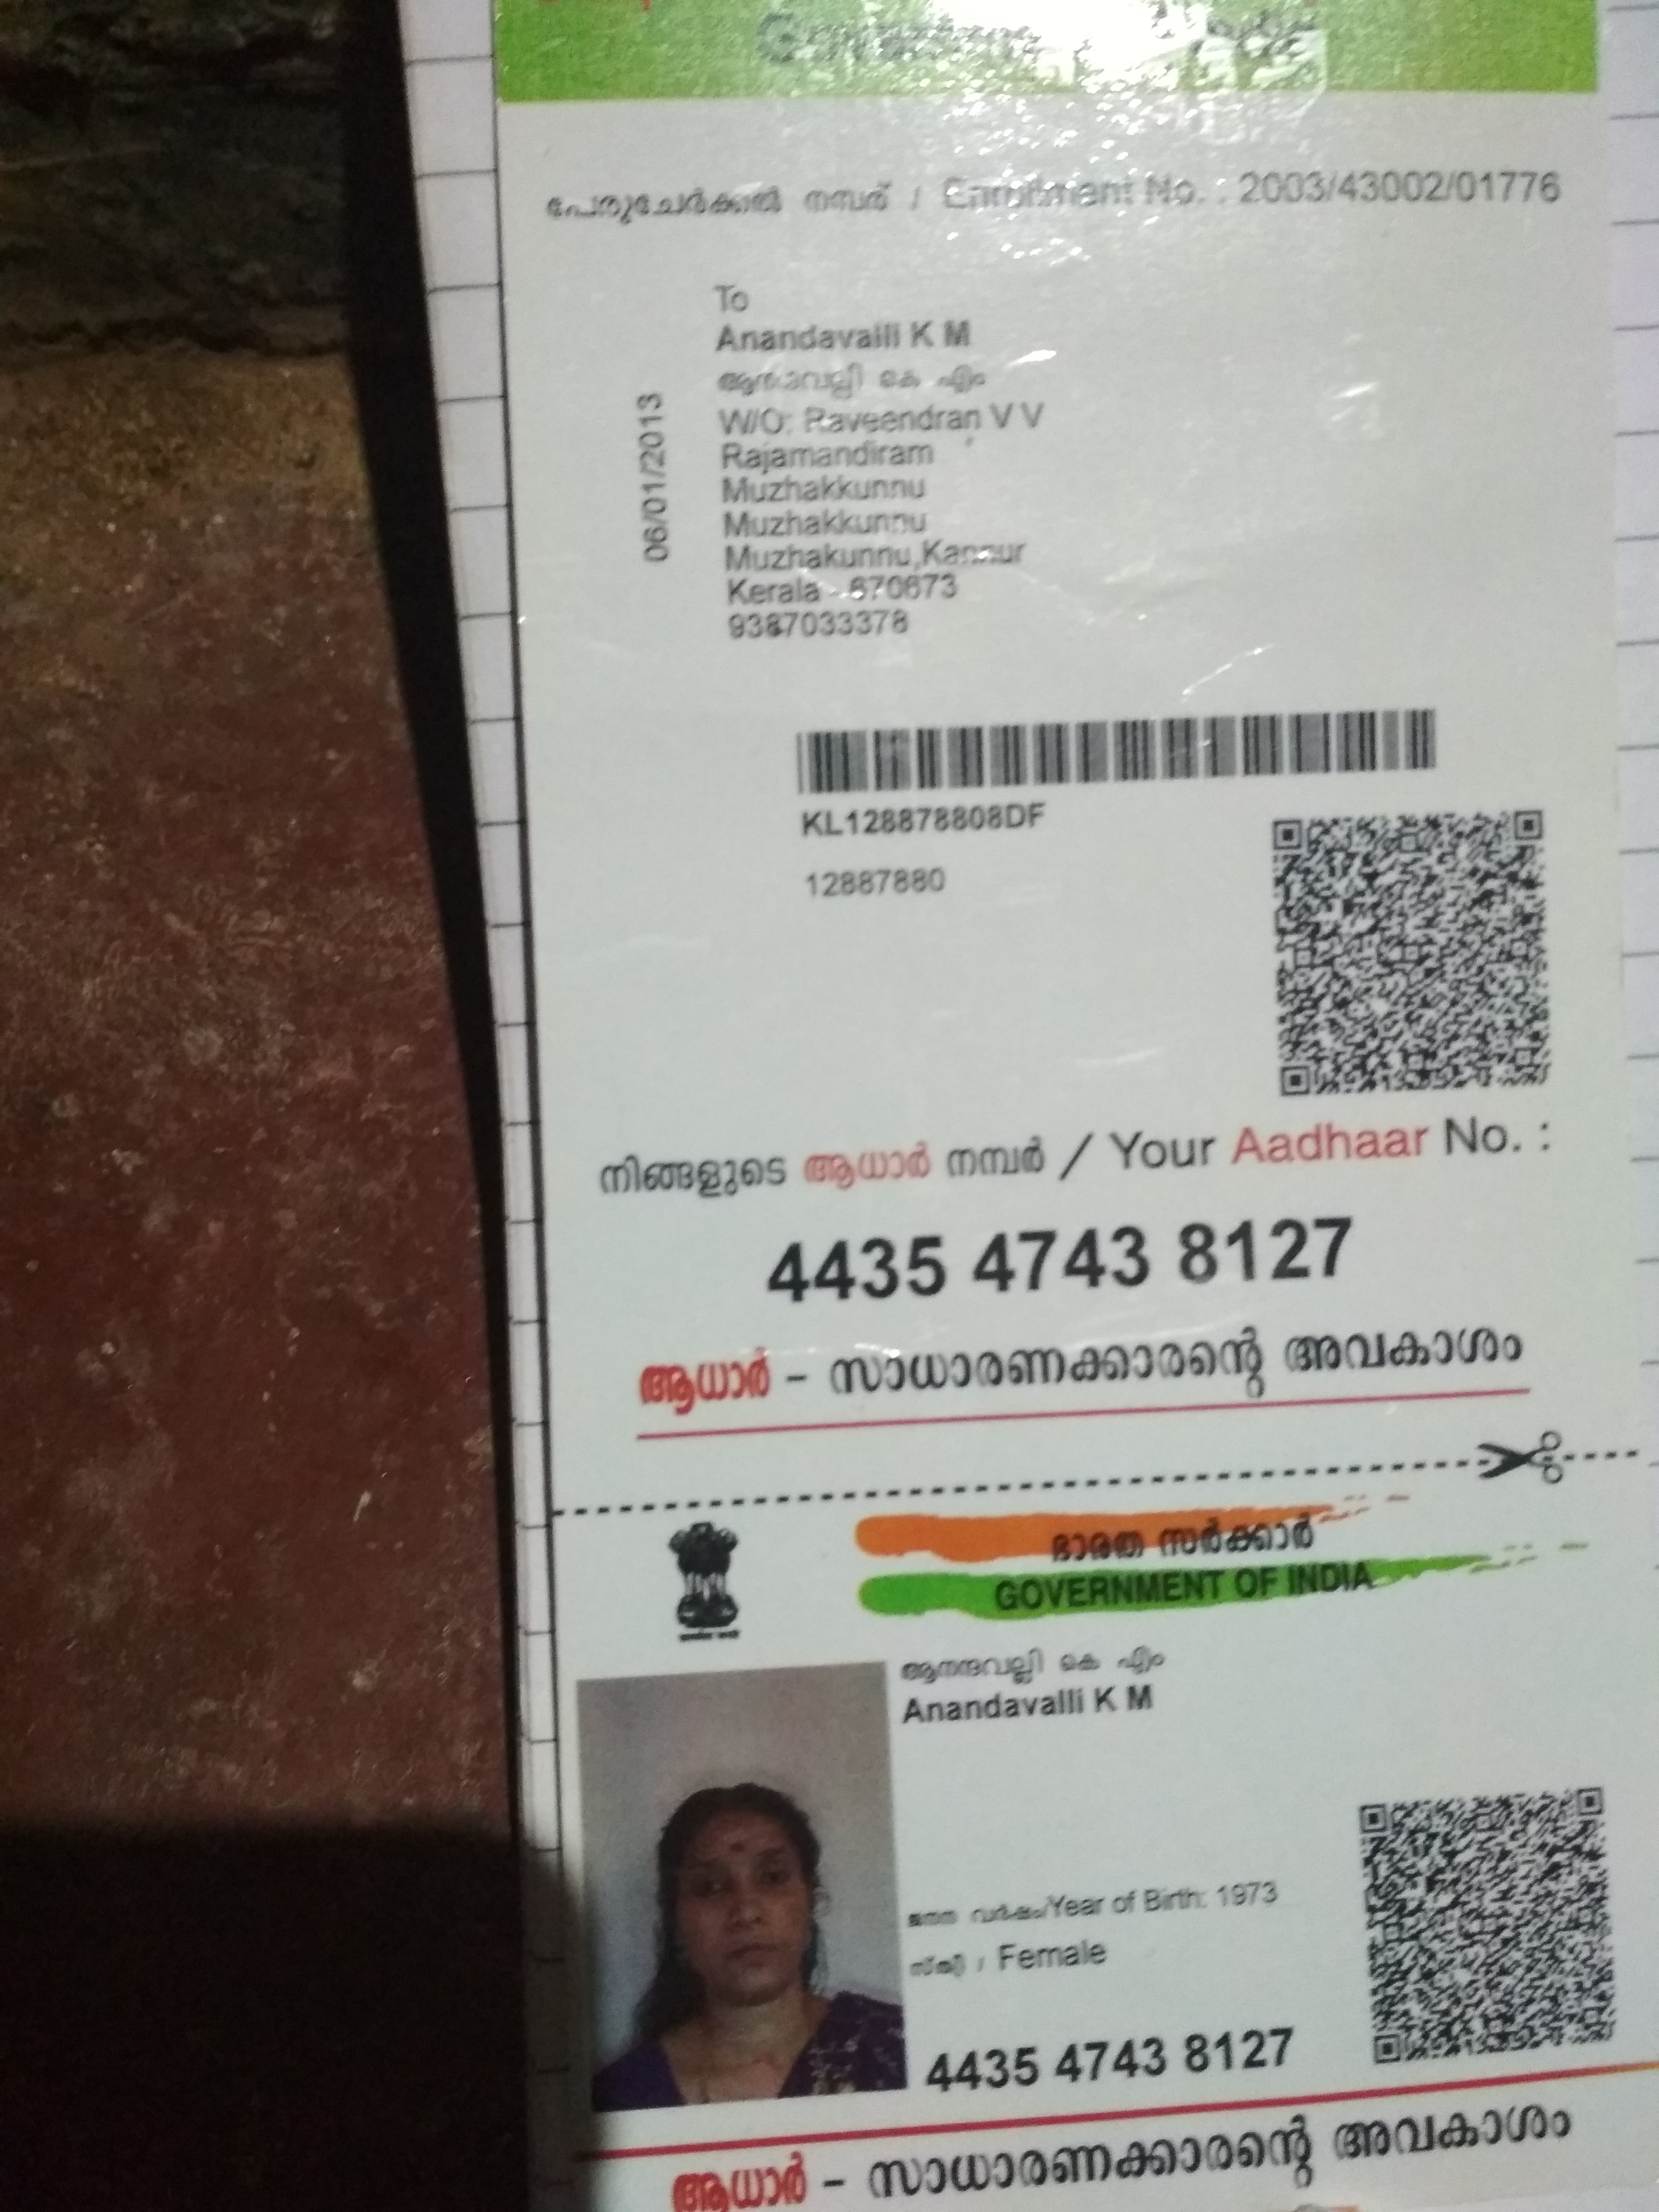 പേരുചേർക്കൽ നമ്പര് / Enrollment No. : 2003/43002/01776
To
Anandavalli K M
ആനന്ദവല്ലി കെ എം
W/O: Raveendran V V
Rajamandiram
Muzhakkunnu
Muzhakkunnu
Muzhakunnu,Kannur
Kerala - 670673
9387033378
06/01/2013
KL128878808DF
12887880
നിങ്ങളുടെ ആധാർ നമ്പർ / Your Aadhaar No. :
4435 4743 8127
ആധാർ - സാധാരണക്കാരന്റെ അവകാശം
ഭാരത സർക്കാർ
GOVERNMENT OF INDIA
ആനന്ദവല്ലി കെ എം
Anandavalli K M
ജനന വർഷം/Year of Birth: 1973
സ്ത്രീ / Female
4435 4743 8127
ആധാർ - സാധാരണക്കാരന്റെ അവകാശം